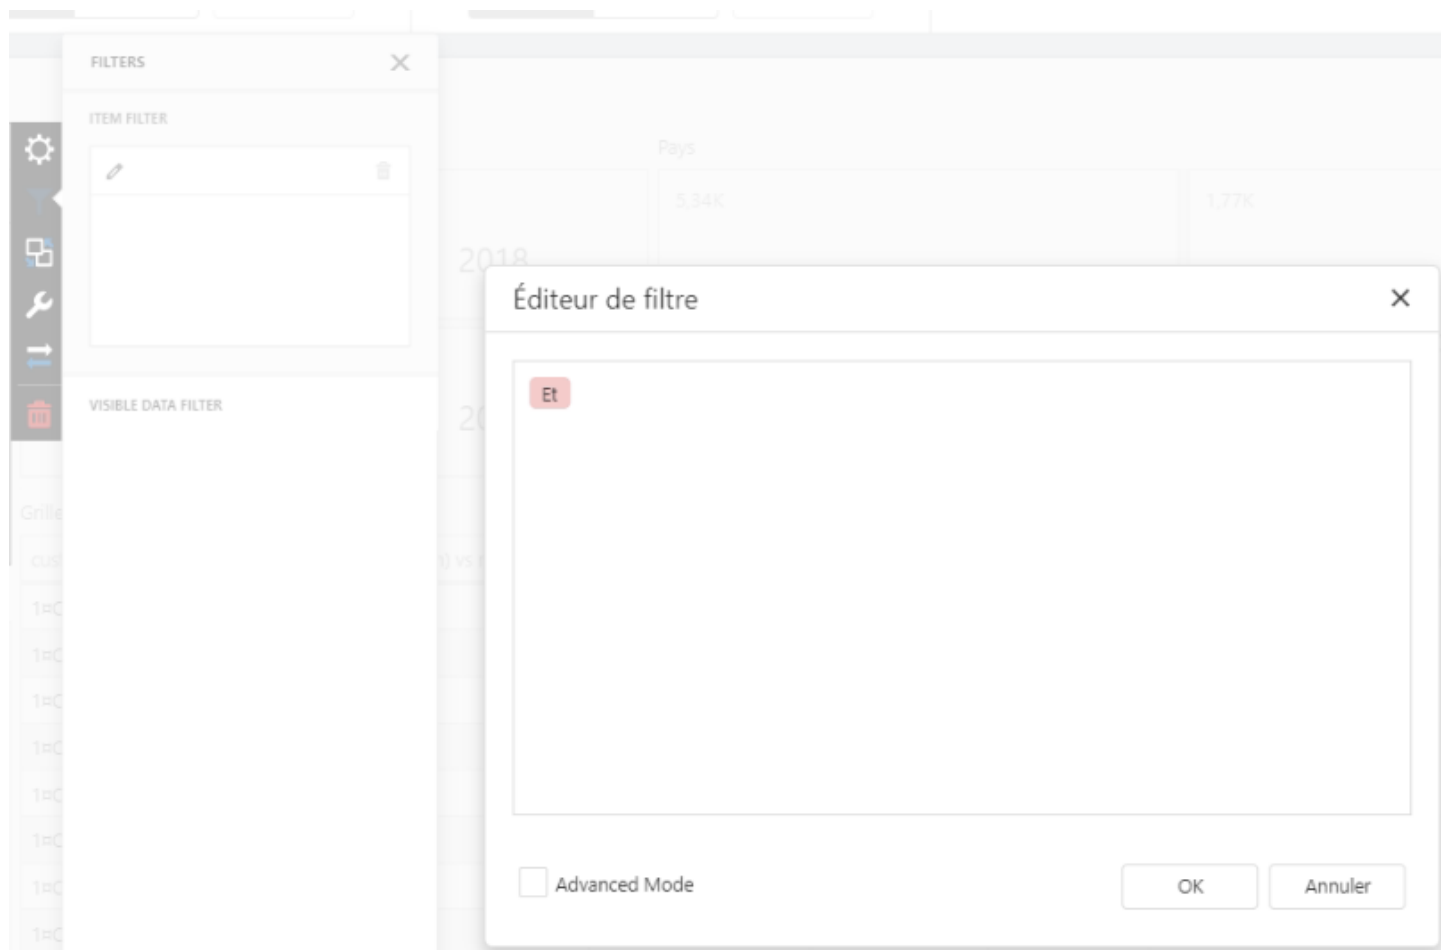 FILTERS
ITEM FILTER
Pays
5,34K
1,77K
2018
Éditeur de filtre
Et
VISIBLE DATA FILTER
Grille
Advanced Mode
OK
Annuler